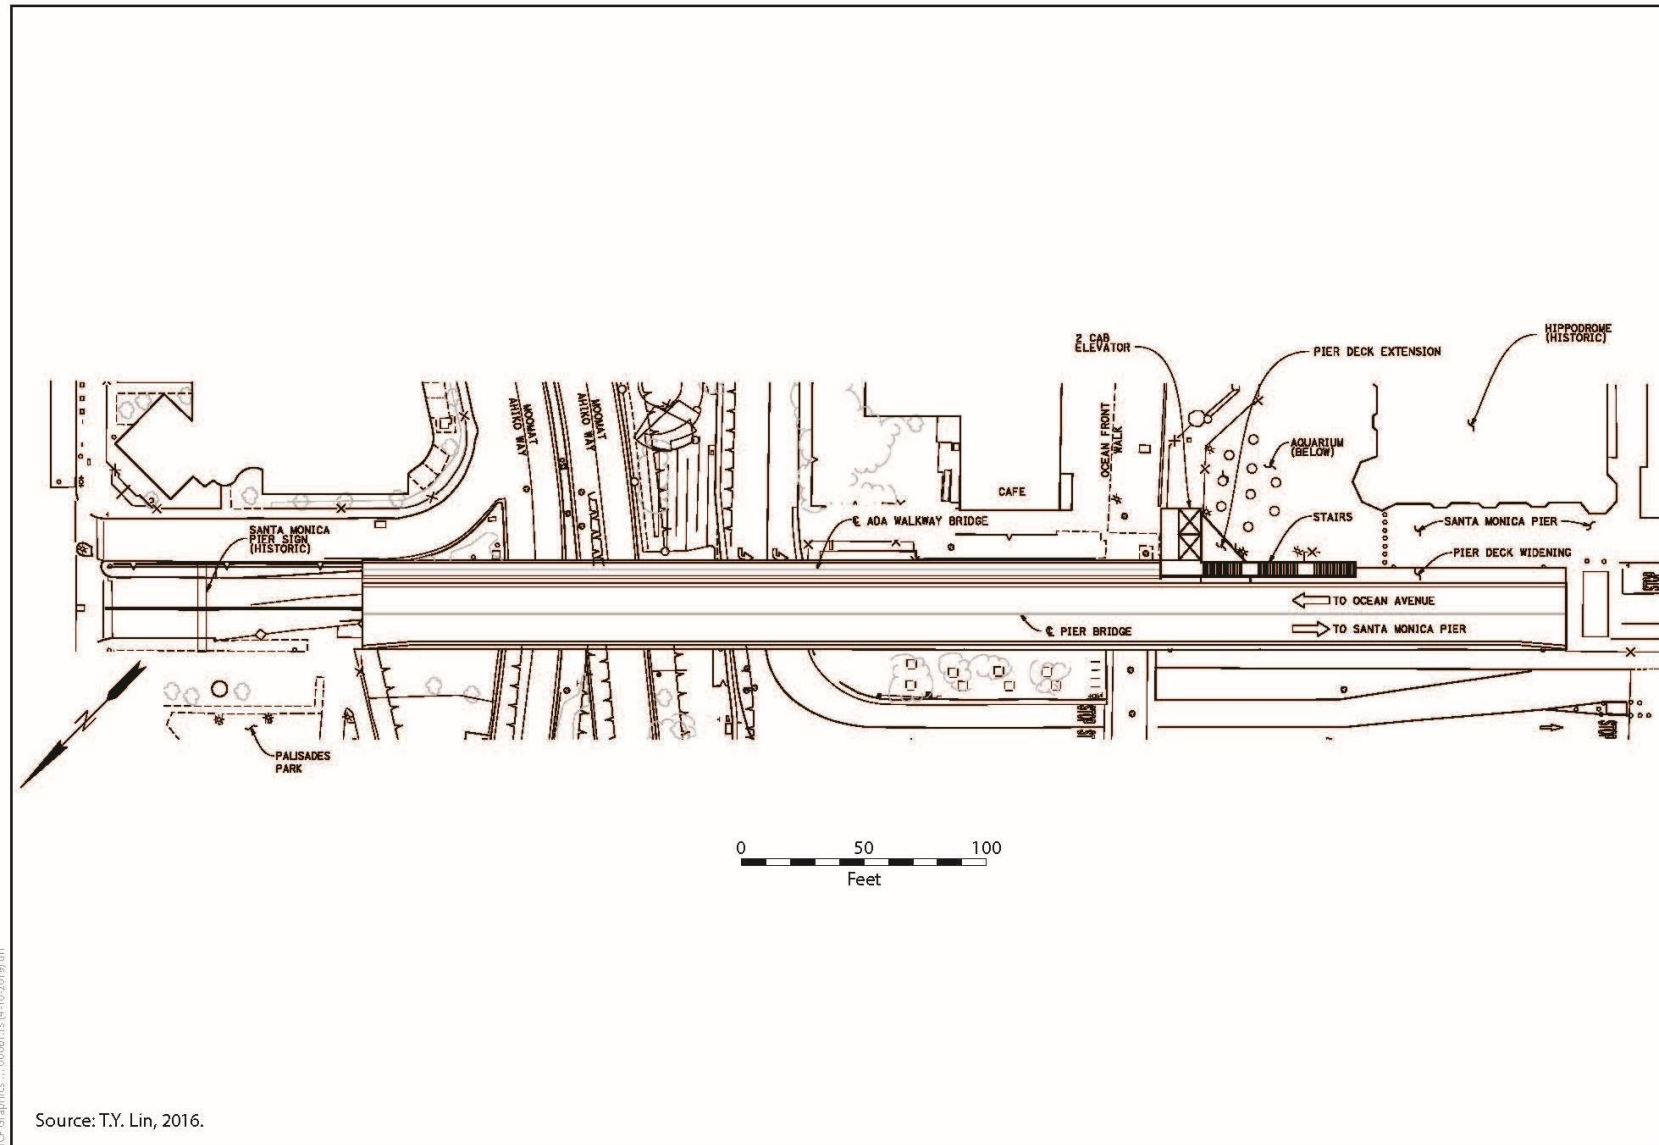 HIPPODROME
(HISTORIC)
2 CAB
ELEVATOR
PIER DECK EXTENSION
MOOMAT
AHIKO WAY
MOOMAT
AHIKO WAY
OCEAN FRONT
WALK
AQUARIUM
(BELOW)
CAFE
SANTA MONICA
PIER SIGN
(HISTORIC)
℄ ADA WALKWAY BRIDGE
STAIRS
SANTA MONICA PIER
PIER DECK WIDENING
STOP
TO OCEAN AVENUE
℄ PIER BRIDGE
TO SANTA MONICA PIER
N
STOP
STOP
PALISADES
PARK
0 50 100
Feet
Source: T.Y. Lin, 2016.